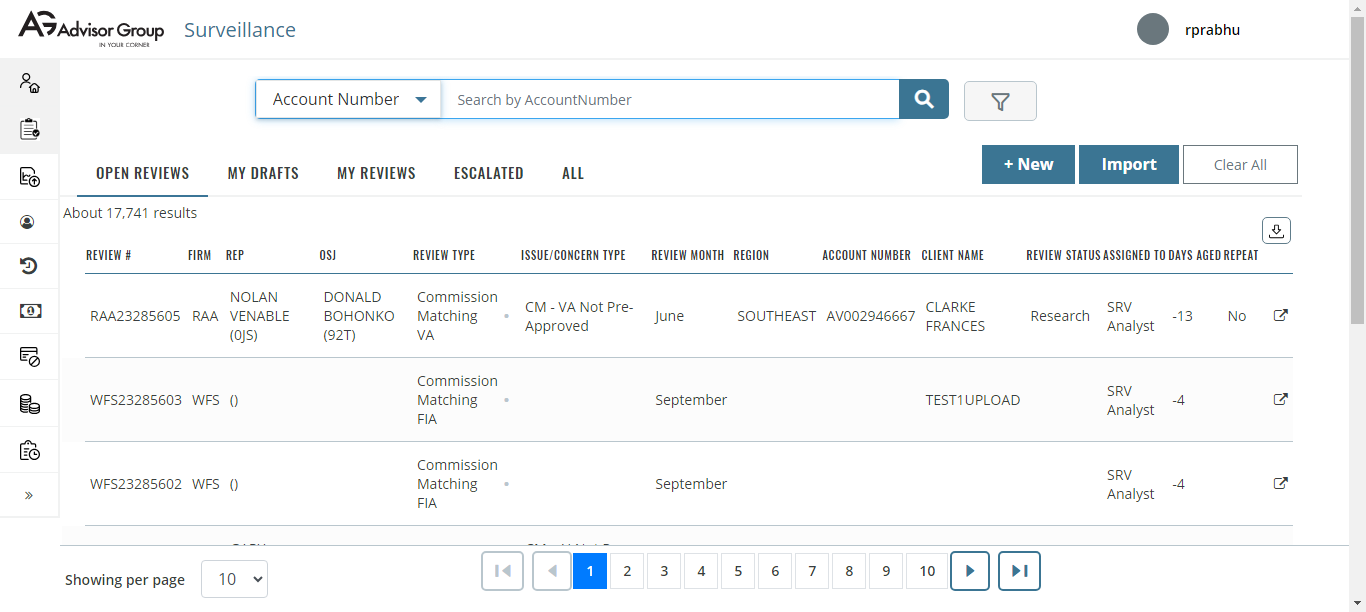 AG Advisor Group
IN YOUR CORNER
Surveillance
rprabhu
Account Number
Search by AccountNumber
OPEN REVIEWS MY DRAFTS MY REVIEWS ESCALATED ALL
+ New Import Clear All
About 17,741 results
REVIEW # FIRM REP OSJ REVIEW TYPE ISSUE/CONCERN TYPE REVIEW MONTH REGION ACCOUNT NUMBER CLIENT NAME REVIEW STATUS ASSIGNED TO DAYS AGED REPEAT
NOLAN DONALD Commission
VENABLE BOHONKO Matching
(0JS) (92T) VA
RAA23285605 RAA CM - VA Not Pre-
Approved
June SOUTHEAST AV002946667 CLARKE
FRANCES
Research SRV
Analyst
-13 No
WFS23285603 WFS () Commission
Matching
FIA
September TEST1UPLOAD SRV
Analyst
-4
WFS23285602 WFS () Commission
Matching
FIA
September SRV
Analyst
-4
Showing per page 10
1 2 3 4 5 6 7 8 9 10